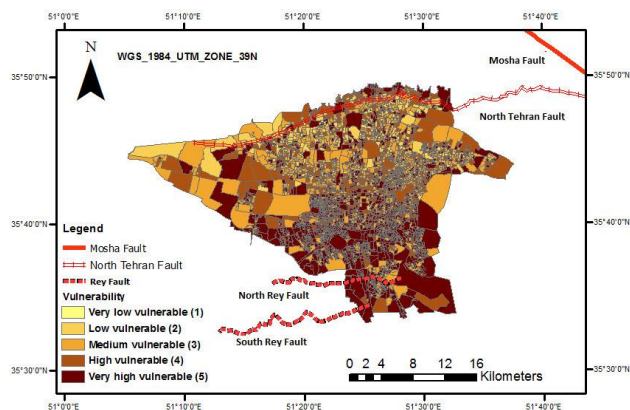 51°0'0"E 51°10'0"E 51°20'0"E 51°30'0"E 51°40'0"E
N
WGS_1984_UTM_ZONE_39N
Mosha Fault
35°50'0"N
35°50'0"N
North Tehran Fault
35°40'0"N
35°40'0"N
Legend
Mosha Fault
North Tehran Fault
Rey Fault
Vulnerability
Very low vulnerable (1)
Low vulnerable (2)
Medium vulnerable (3)
High vulnerable (4)
Very high vulnerable (5)
North Rey Fault
South Rey Fault
0 2 4 8 12 16
Kilometers
35°30'0"N
35°30'0"N
51°0'0"E 51°10'0"E 51°20'0"E 51°30'0"E 51°40'0"E